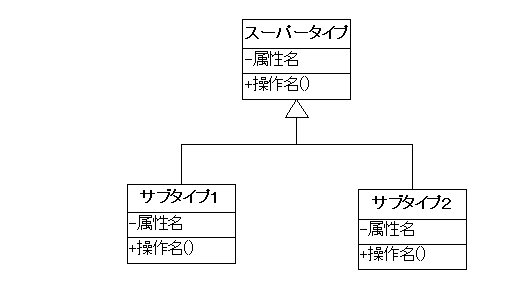 スーパータイプ
-属性名
+操作名()
サブタイプ1
-属性名
+操作名()
サブタイプ2
-属性名
+操作名()